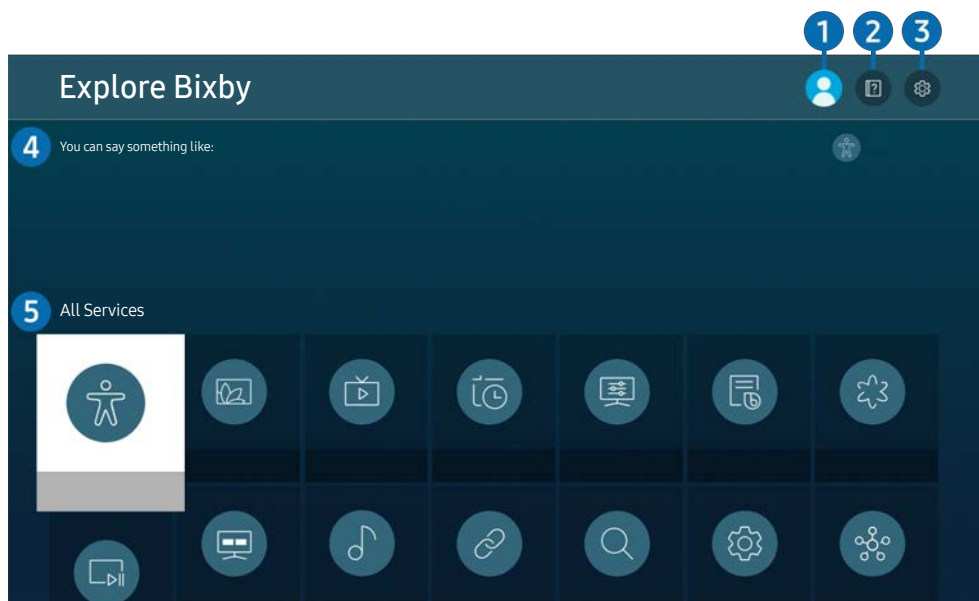 1 2 3
Explore Bixby
?
4 You can say something like:
5 All Services